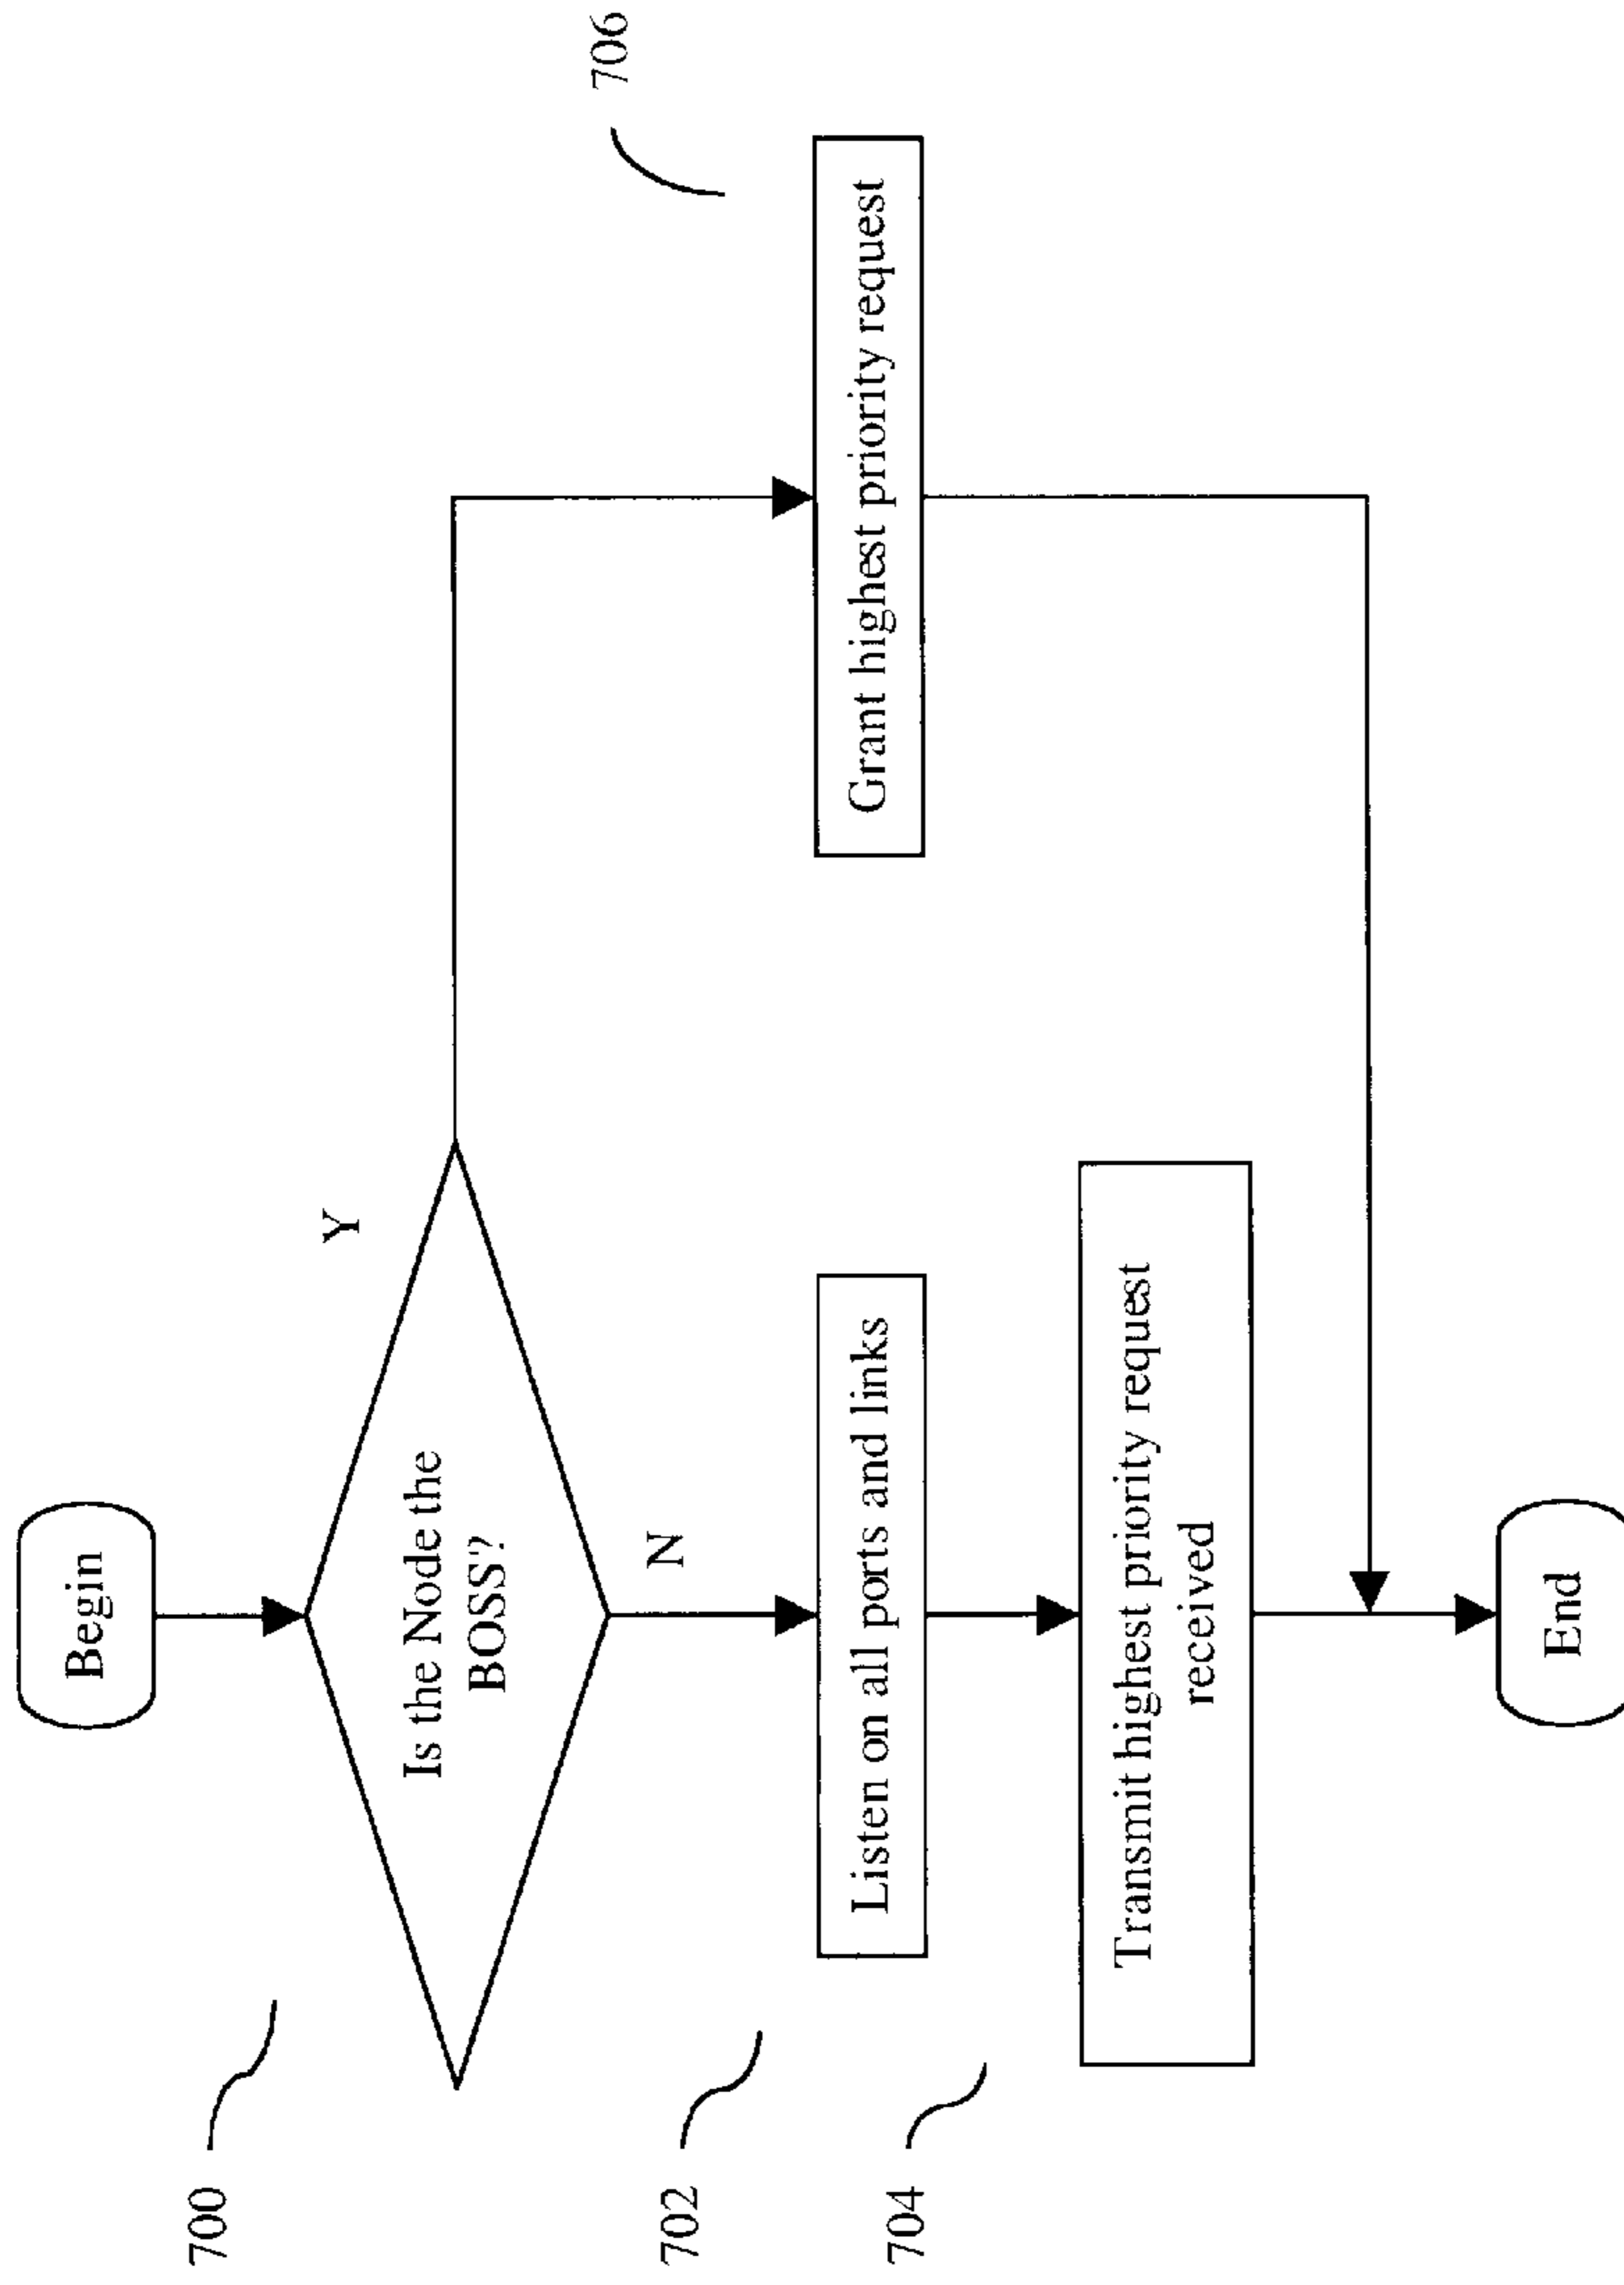 Begin
700
Is the Node the
BOSS?
Y
N
706
702
Listen on all ports and links
Grant highest priority request
704
Transmit highest priority request
received
End